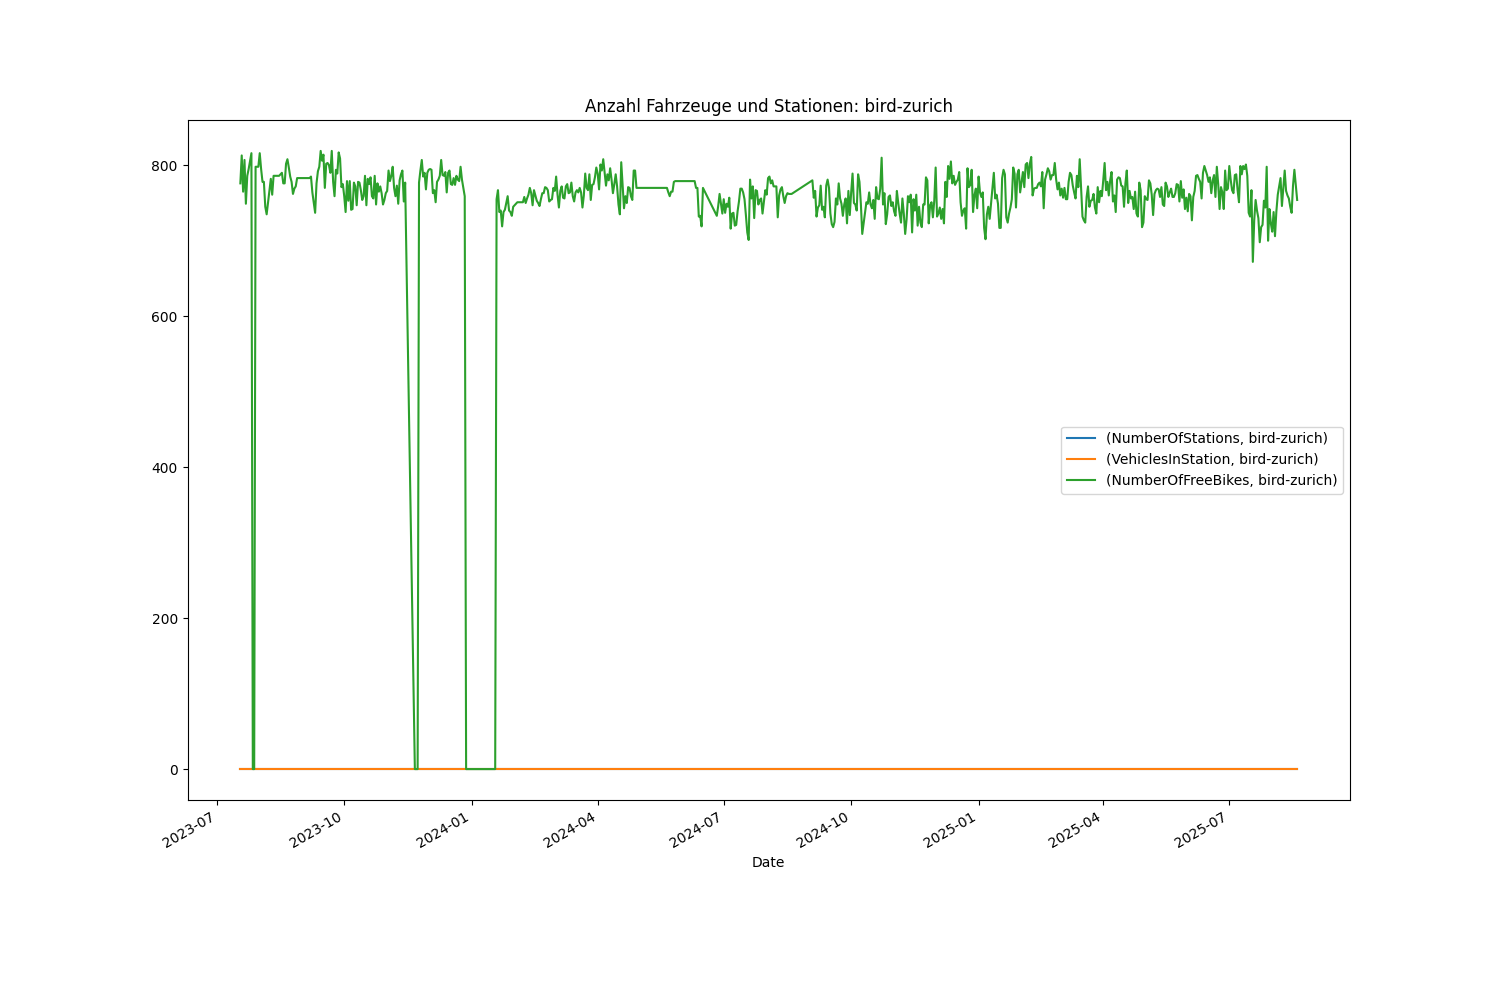 Anzahl Fahrzeuge und Stationen: bird-zurich
800
600
400
200
0
(NumberOfStations, bird-zurich)
(VehiclesInStation, bird-zurich)
(NumberOfFreeBikes, bird-zurich)
2023-07
2023-10
2024-01
2024-04
2024-07
2024-10
2025-01
2025-04
2025-07
Date